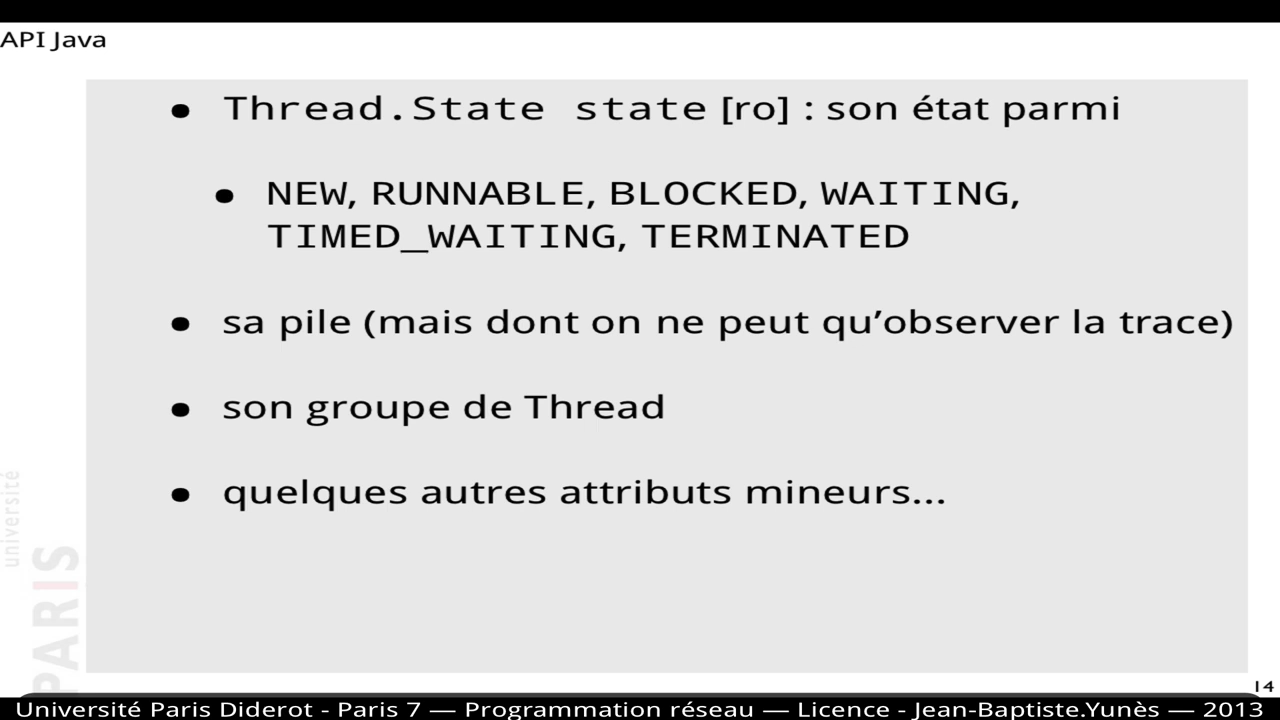 API Java
• Thread.State state [ro] : son état parmi
• NEW, RUNNABLE, BLOCKED, WAITING,
TIMED_WAITING, TERMINATED
• sa pile (mais dont on ne peut qu’observer la trace)
• son groupe de Thread
• quelques autres attributs mineurs...
université
PARIS
14
Université Paris Diderot - Paris 7 — Programmation réseau — Licence - Jean-Baptiste.Yunès — 2013